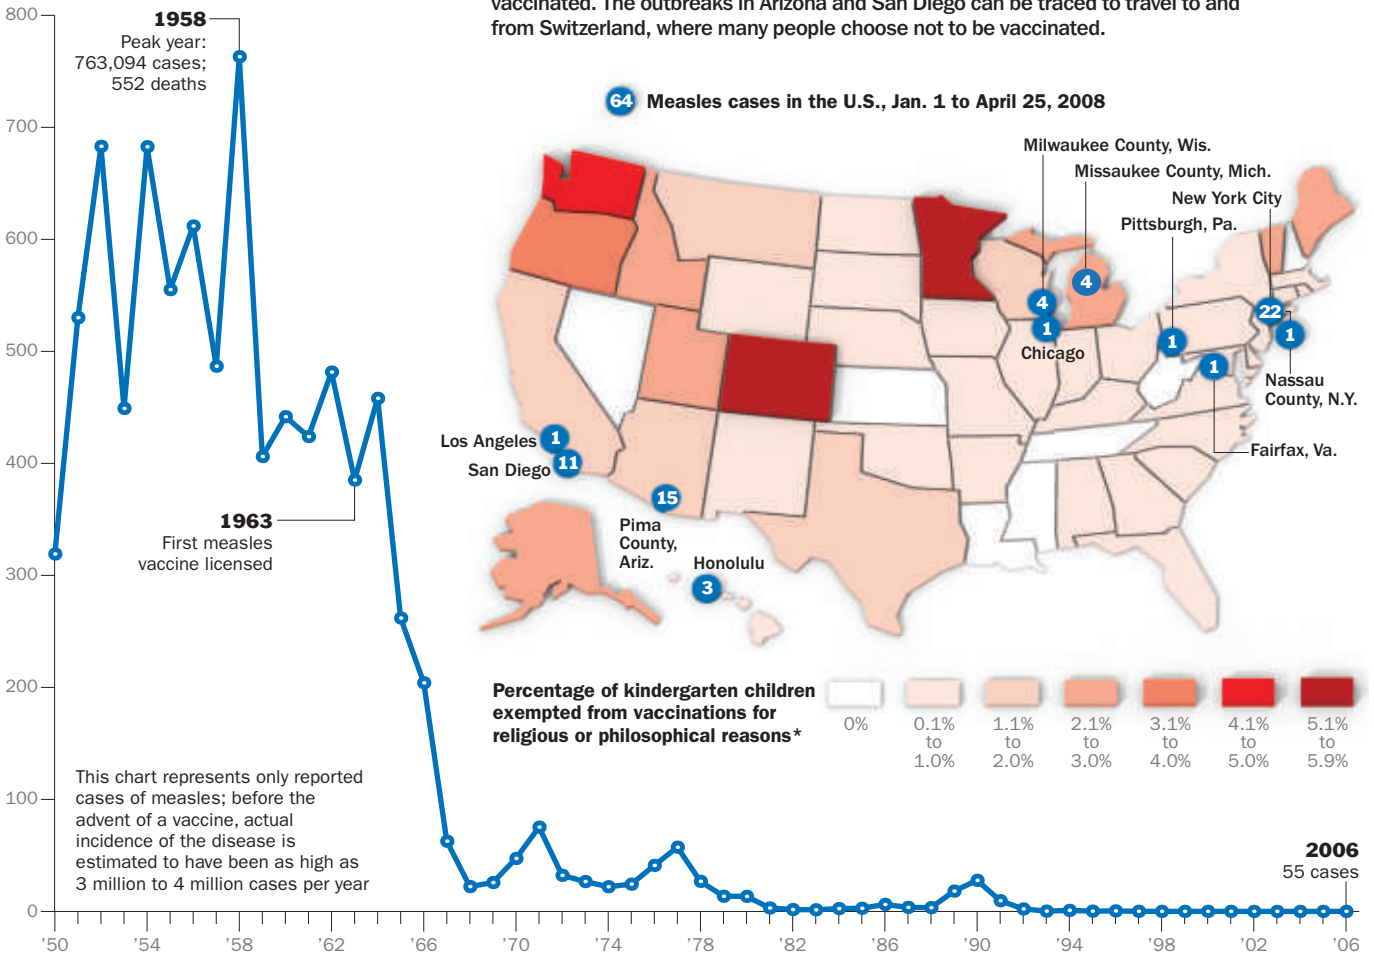 vaccinated. The outbreaks in Arizona and San Diego can be traced to travel to and
from Switzerland, where many people choose not to be vaccinated.
800
700
600
500
400
300
200
100
0
1958
Peak year:
763,094 cases;
552 deaths
1963
First measles
vaccine licensed
This chart represents only reported
cases of measles; before the
advent of a vaccine, actual
incidence of the disease is
estimated to have been as high as
3 million to 4 million cases per year
2006
55 cases
'50
'54
'58
'62
'66
'70
'74
'78
'82
'86
'90
'94
'98
'02
'06
64 Measles cases in the U.S., Jan. 1 to April 25, 2008
Milwaukee County, Wis.
Missaukee County, Mich.
New York City
Pittsburgh, Pa.
4
4
1
Chicago
22
1
1
1
Nassau
County, N.Y.
Fairfax, Va.
Los Angeles 1
San Diego 11
15
Pima
County,
Ariz.
Honolulu
3
Percentage of kindergarten children
exempted from vaccinations for
religious or philosophical reasons*
0%
0.1%
to
1.0%
1.1%
to
2.0%
2.1%
to
3.0%
3.1%
to
4.0%
4.1%
to
5.0%
5.1%
to
5.9%